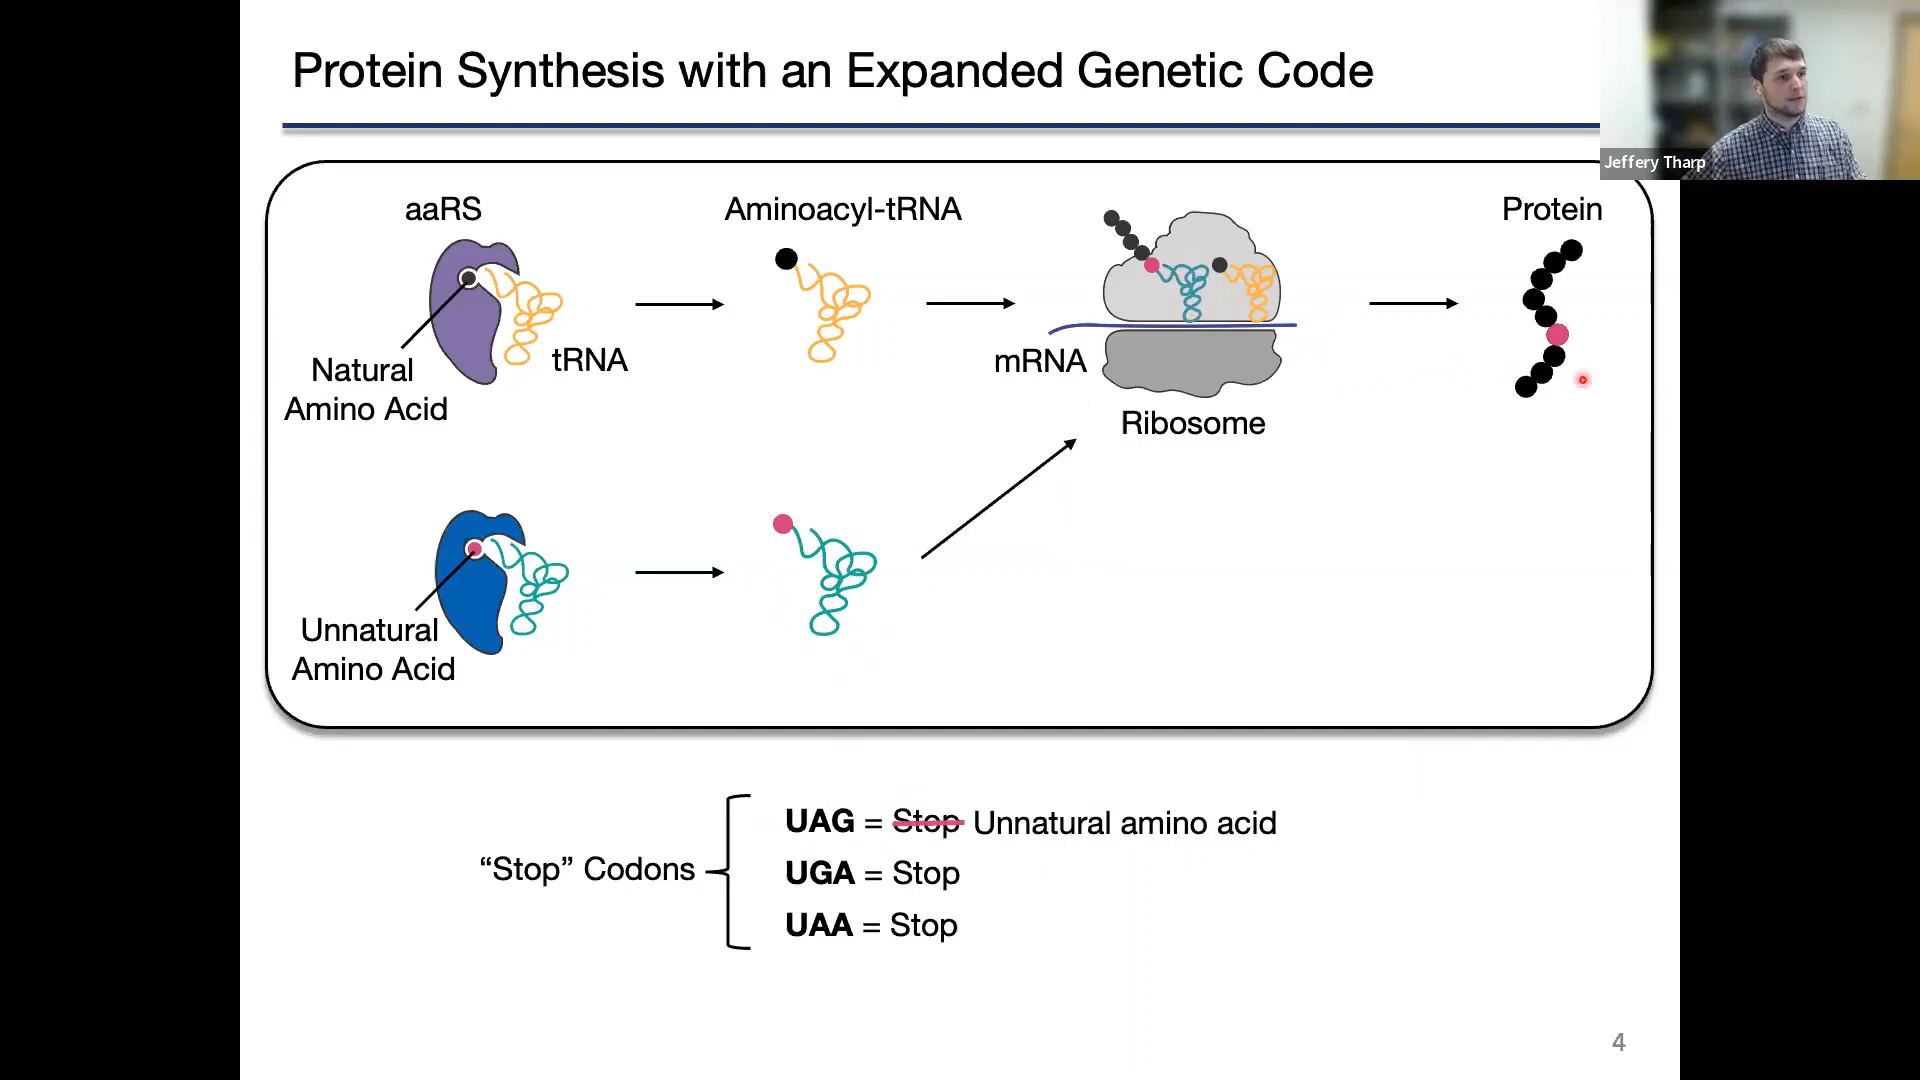 Protein Synthesis with an Expanded Genetic Code
Jeffery Tharp
aaRS
Aminoacyl-tRNA
Protein
Natural
Amino Acid
tRNA
mRNA
Ribosome
Unnatural
Amino Acid
“Stop” Codons
UAG = Stop Unnatural amino acid
UGA = Stop
UAA = Stop
4